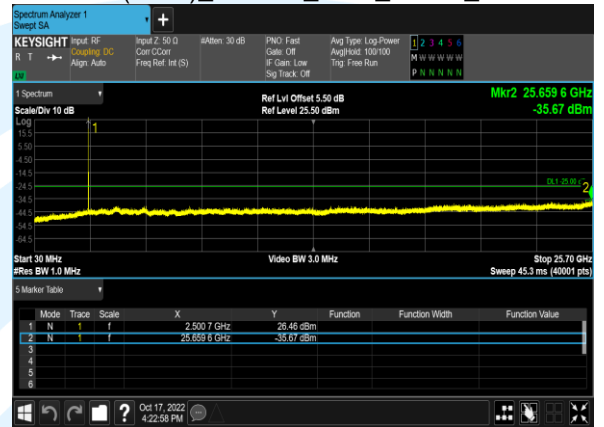 Spectrum Analyzer 1
Swept SA
+
KEYSIGHT Input: RF Input Z: 50 Ω #Atten: 30 dB PNO: Fast Avg Type: Log-Power 1 2 3 4 5 6
R T Coupling: DC Corr CCorr Gate: Off Avg|Hold: 100/100 M W W W W W
Align: Auto Freq Ref: Int (S) IF Gain: Low Trig: Free Run P N N N N N
LW Sig Track: Off
1 Spectrum Ref Lvl Offset 5.50 dB Mkr2 25.659 6 GHz
Scale/Div 10 dB Ref Level 25.50 dBm -35.67 dBm
Log
15.5
5.50
-4.50
-14.5
-24.5
-34.5
-44.5
-54.5
-64.5
1
DL1 -25.00
2
Start 30 MHz Video BW 3.0 MHz Stop 25.70 GHz
#Res BW 1.0 MHz Sweep 45.3 ms (40001 pts)
5 Marker Table
Mode Trace Scale X Y Function Function Width Function Value
1 N 1 f 2.500 7 GHz 26.46 dBm
2 N 1 f 25.659 6 GHz -35.67 dBm
3
4
5
6
? Oct 17, 2022
4:22:58 PM